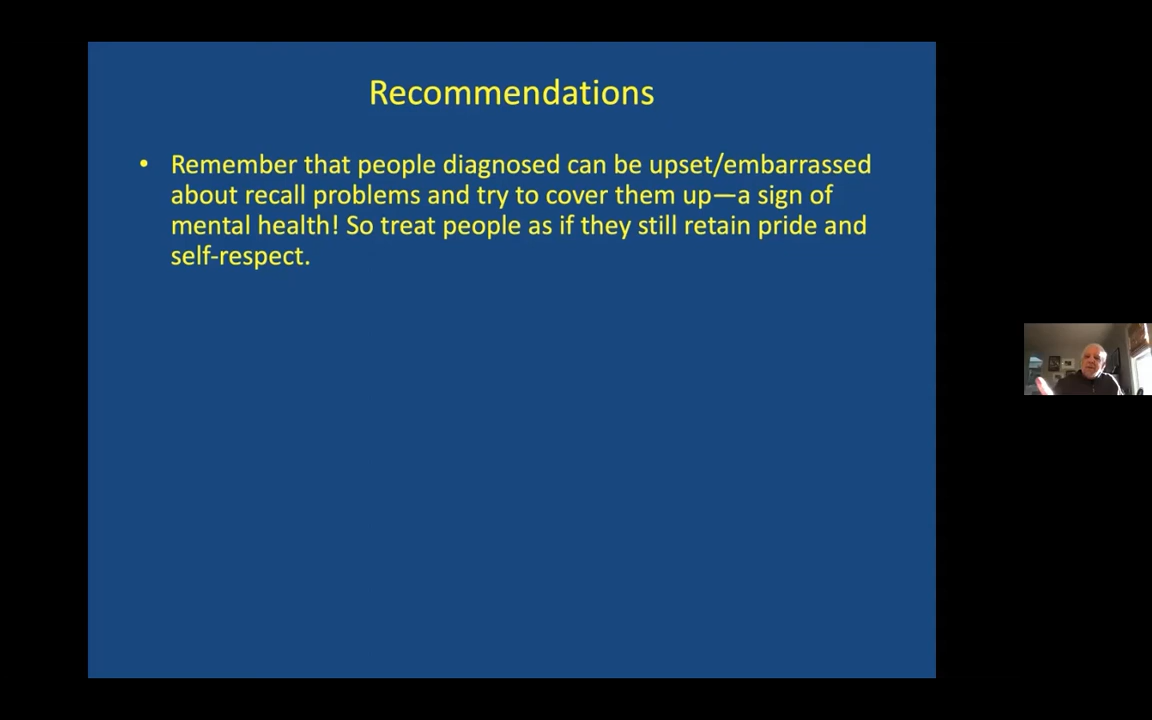 Recommendations
• Remember that people diagnosed can be upset/embarrassed
about recall problems and try to cover them up—a sign of
mental health! So treat people as if they still retain pride and
self-respect.